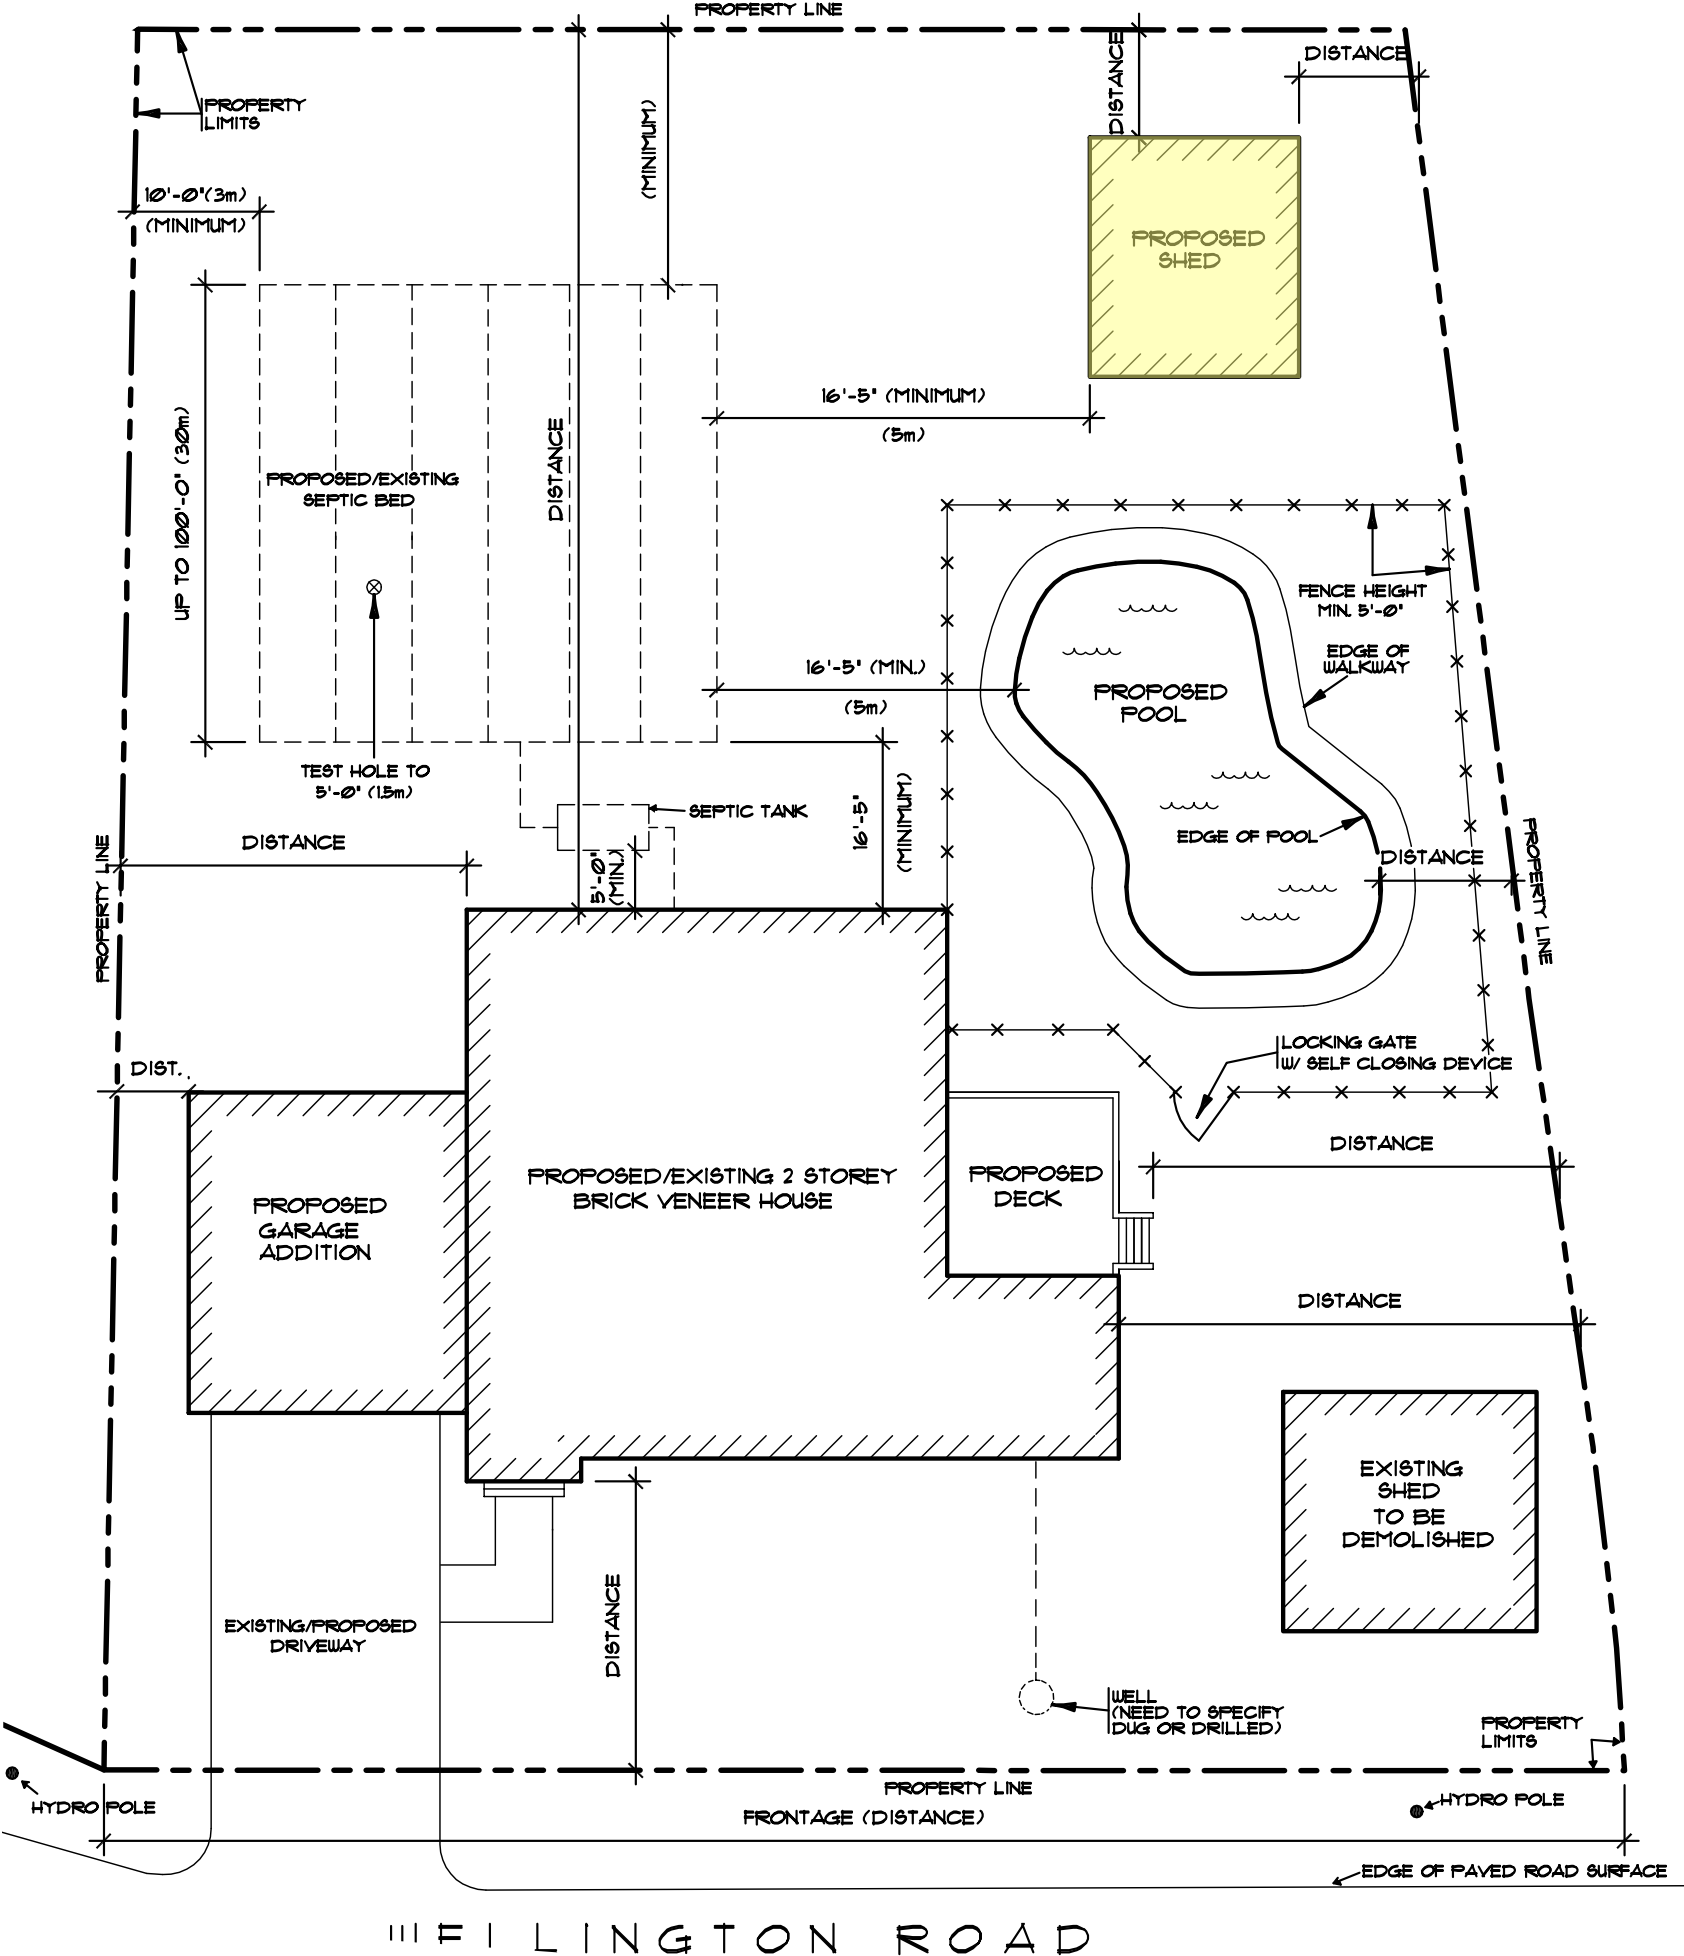 PROPERTY LINE
DISTANCE
DISTANCE
PROPERTY
LIMITS
(MINIMUM)
10'-0"(3m)
(MINIMUM)
PROPOSED
SHED
16'-5" (MINIMUM)
(5m)
UP TO 100'-0" (30m)
DISTANCE
PROPOSED/EXISTING
SEPTIC BED
FENCE HEIGHT
MIN. 5'-0"
EDGE OF
WALKWAY
16'-5" (MIN.)
(5m)
PROPOSED
POOL
TEST HOLE TO
5'-0" (1.5m)
SEPTIC TANK
16'-5"
(MINIMUM)
EDGE OF POOL
DISTANCE
DISTANCE
5'-0"
(MIN.)
PROPERTY LINE
PROPERTY LINE
LOCKING GATE
W/ SELF CLOSING DEVICE
DIST.
DISTANCE
PROPOSED/EXISTING 2 STOREY
BRICK VENEER HOUSE
PROPOSED
DECK
PROPOSED
GARAGE
ADDITION
DISTANCE
EXISTING
SHED
TO BE
DEMOLISHED
DISTANCE
EXISTING/PROPOSED
DRIVEWAY
WELL
(NEED TO SPECIFY
DUG OR DRILLED)
PROPERTY
LIMITS
PROPERTY LINE
HYDRO POLE
FRONTAGE (DISTANCE)
HYDRO POLE
EDGE OF PAVED ROAD SURFACE
ROAD